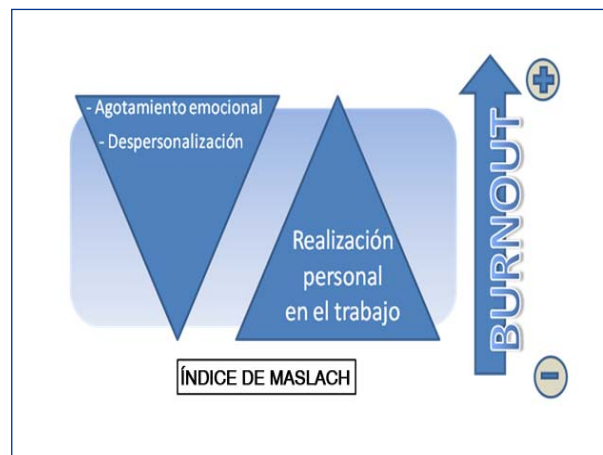 - Agotamiento emocional
- Despersonalización
Realización
personal
en el trabajo
BURNOUT
ÍNDICE DE MASLACH